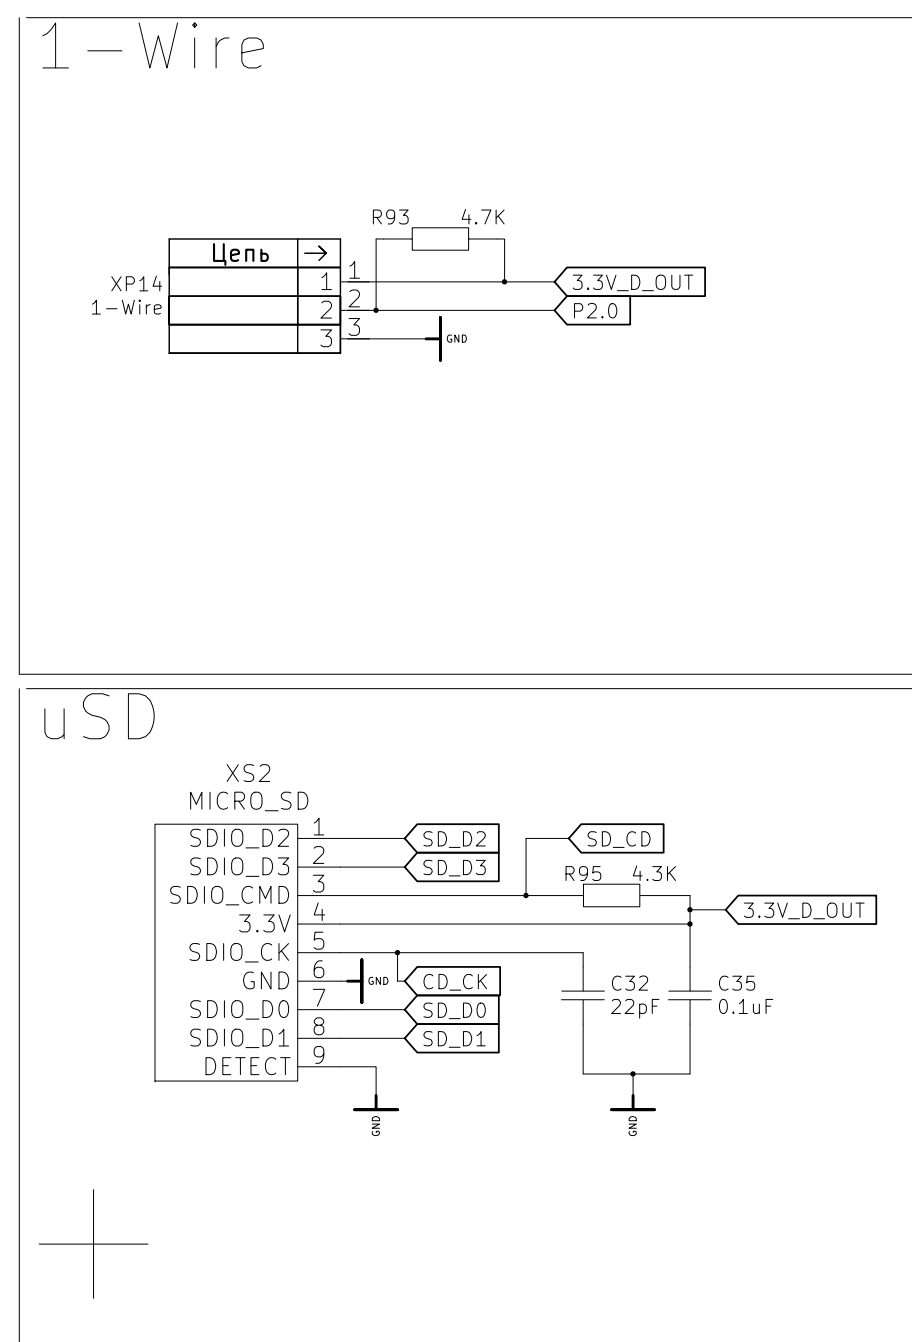 1-Wire
R93 4.7K
Цепь →
XP14 1 1 3.3V_D_OUT
1-Wire 2 2 P2.0
3 3 GND
uSD
XS2
MICRO_SD
SDIO_D2 1 SD_D2 SD_CD
SDIO_D3 2 SD_D3 R95 4.3K
SDIO_CMD 3
3.3V 4 3.3V_D_OUT
SDIO_CK 5
GND 6 GND CD_CK C32 C35
SDIO_D0 7 SD_D0 22pF 0.1uF
SDIO_D1 8 SD_D1
DETECT 9
GND GND